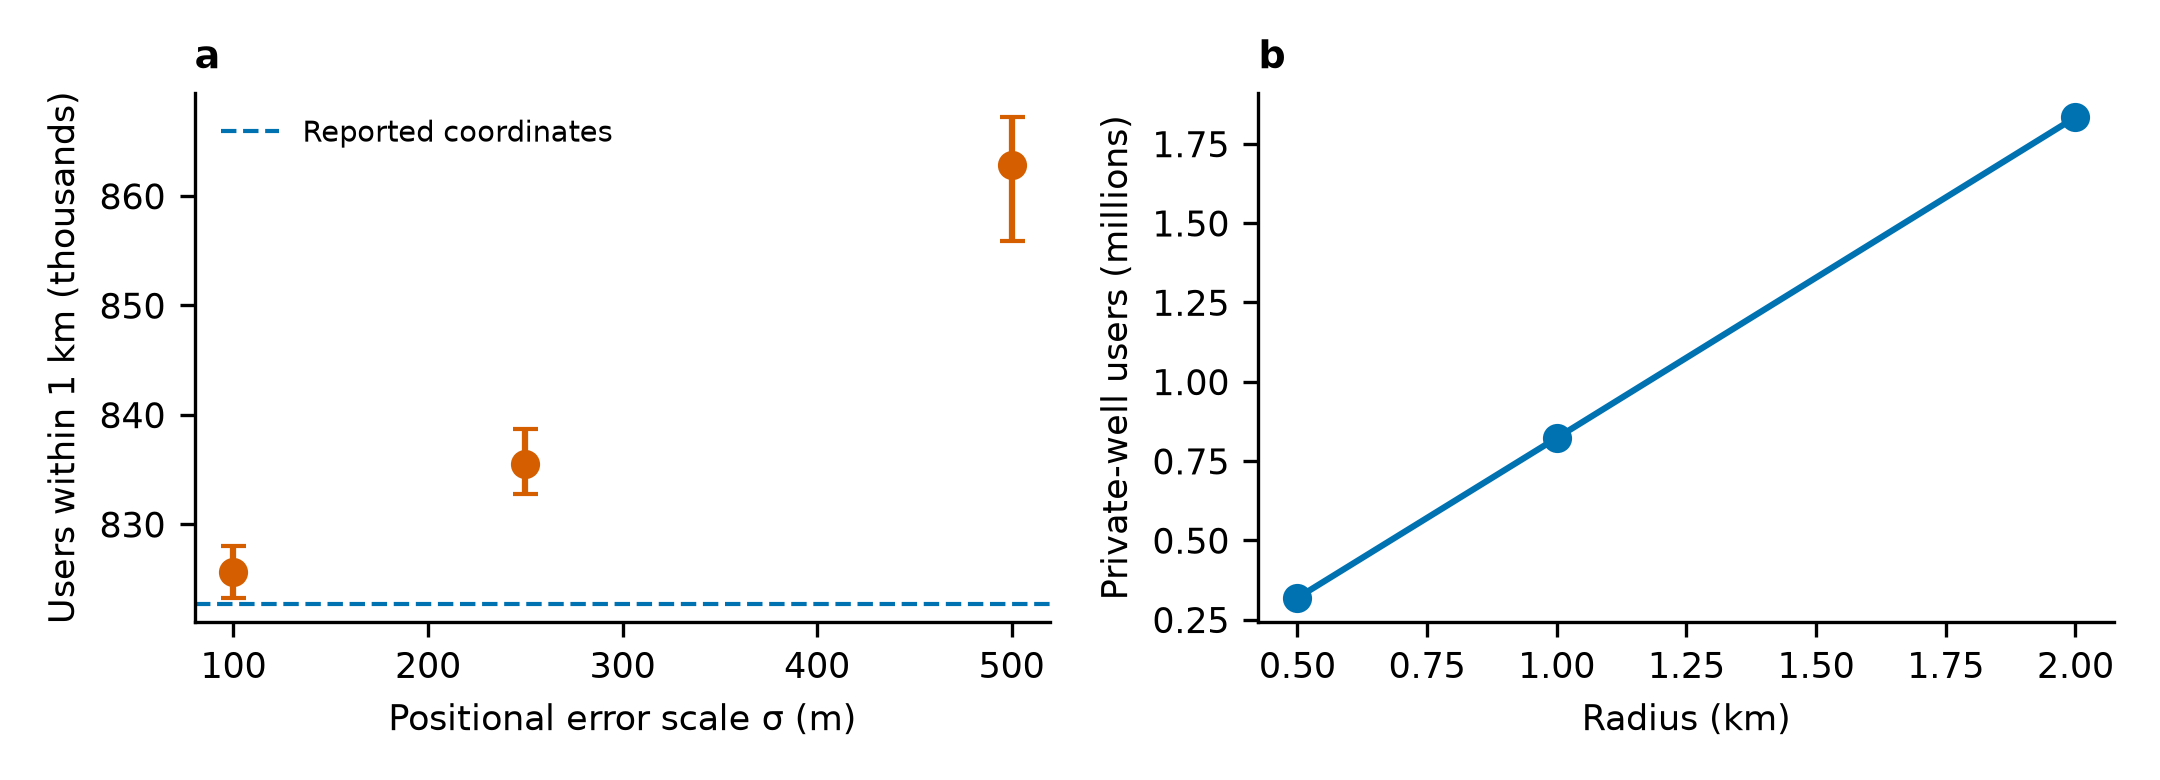 a
Users within 1 km (thousands)
860
850
840
830
Reported coordinates
100 200 300 400 500
Positional error scale σ (m)
b
Private-well users (millions)
1.75
1.50
1.25
1.00
0.75
0.50
0.25
0.50 0.75 1.00 1.25 1.50 1.75 2.00
Radius (km)